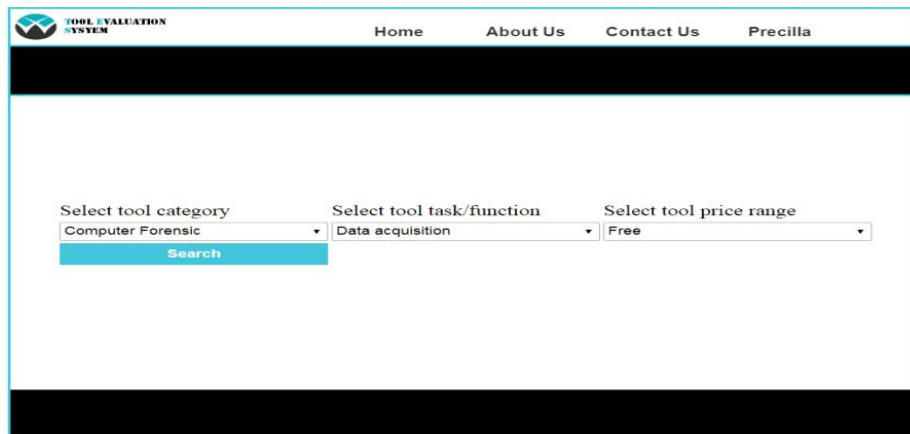 TOOL EVALUATION
SYSYEM
Home About Us Contact Us Precilla
Select tool category Select tool task/function Select tool price range
Computer Forensic Data acquisition Free
Search